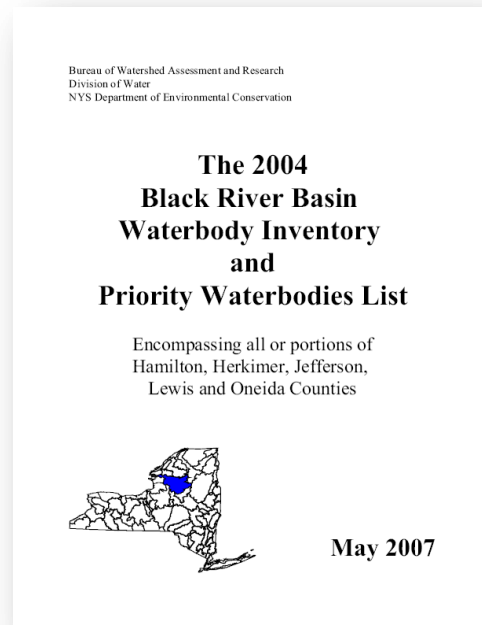 Bureau of Watershed Assessment and Research
Division of Water
NYS Department of Environmental Conservation
The 2004
Black River Basin
Waterbody Inventory
and
Priority Waterbodies List
Encompassing all or portions of
Hamilton, Herkimer, Jefferson,
Lewis and Oneida Counties
May 2007